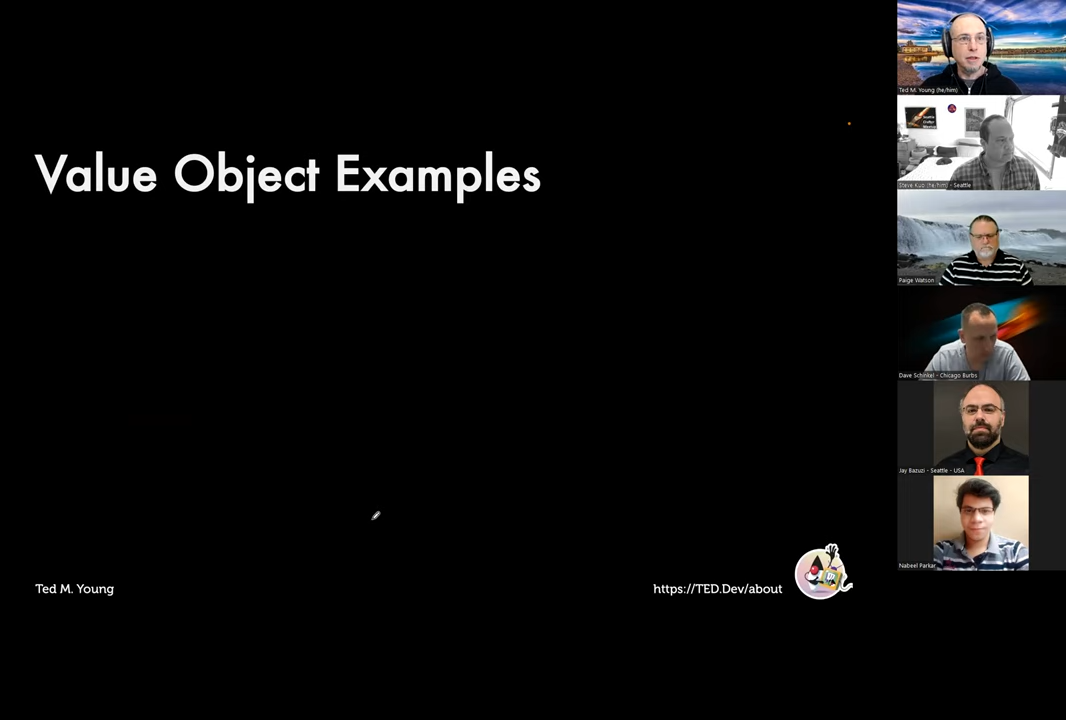 Value Object Examples
Ted M. Young
https://TED.Dev/about
Ted M. Young (he/him)
Steve Kuo (he/him) - Seattle
Paige Watson
Dave Schinkel - Chicago Burbs
Jay Bazuzi - Seattle - USA
Nabeel Parkar